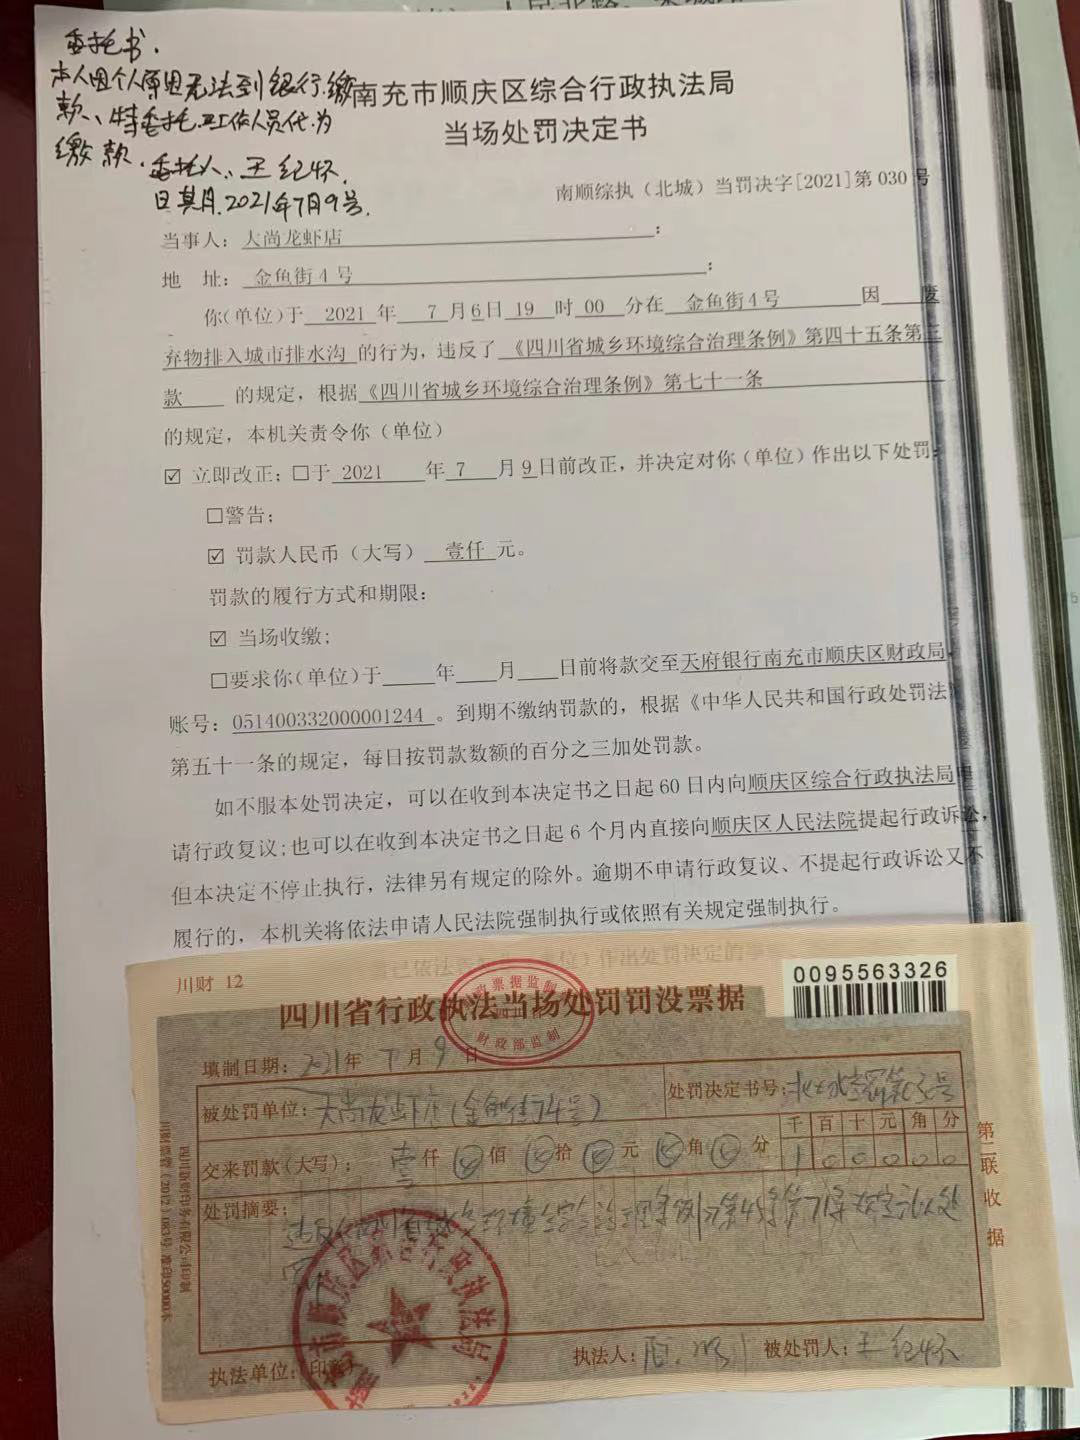 委托书.
本人因个人原因无法到银行缴
款、特委托 工作人员代为
缴款.
委托人: 王纪怀.
日其月.2021年7月9号.
南充市顺庆区综合行政执法局
当场处罚决定书
南顺综执（北城）当罚决字[2021]第 030 号
当事人：大尚龙虾店；
地 址： 金鱼街4号；
你(单位)于 2021 年 7 月6日 19 时 00 分在 金鱼街4号 因 废
弃物排入城市排水沟 的行为，违反了《四川省城乡环境综合治理条例》第四十五条第三
款 的规定，根据《四川省城乡环境综合治理条例》第七十一条
的规定，本机关责令你（单位）
☑ 立即改正；□于 2021 年 7 月 9日前改正，并决定对你（单位）作出以下处罚：
□警告；
☑ 罚款人民币（大写） 壹仟 元。
罚款的履行方式和期限：
☑ 当场收缴;
□要求你(单位)于 年 月 日前将款交至天府银行南充市顺庆区财政局，
账号：051400332000001244 。到期不缴纳罚款的，根据《中华人民共和国行政处罚法》
第五十一条的规定，每日按罚款数额的百分之三加处罚款。
如不服本处罚决定，可以在收到本决定书之日起 60 日内向顺庆区综合行政执法局申
请行政复议;也可以在收到本决定书之日起 6 个月内直接向顺庆区人民法院提起行政诉讼，
但本决定不停止执行，法律另有规定的除外。逾期不申请行政复议、不提起行政诉讼又不
履行的，本机关将依法申请人民法院强制执行或依照有关规定强制执行。
川财 12
0095563326
四川省行政执法当场处罚罚没票据
财政部监制
填制日期：2021年 7 月 9 日
被处罚单位：大尚龙虾店(金鱼街74号)
处罚决定书号：
千 百 十 元 角 分
交来罚款(大写)： 壹 仟 佰 拾 元 角 分
1 0 0 0 0 0
处罚摘要：
第二联 收据
执法单位：(印章)
执法人： 被处罚人：王纪怀